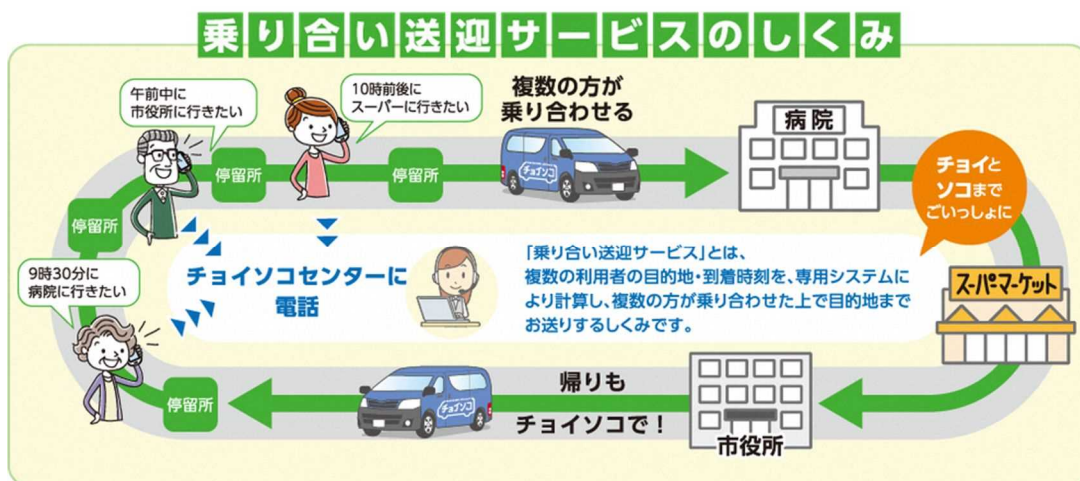 乗り合い送迎サービスのしくみ
午前中に
市役所に行きたい
10時前後に
スーパーに行きたい
複数の方が
乗り合わせる
病院
チョイと
ソコまで
ごいっしょに
停留所
停留所
停留所
チョイソコ
9時30分に
病院に行きたい
チョイソコセンターに
電話
「乗り合い送迎サービス」とは、
複数の利用者の目的地・到着時刻を、専用システムに
より計算し、複数の方が乗り合わせた上で目的地まで
お送りするしくみです。
スーパーマーケット
停留所
チョイソコ
帰りも
チョイソコで！
市役所